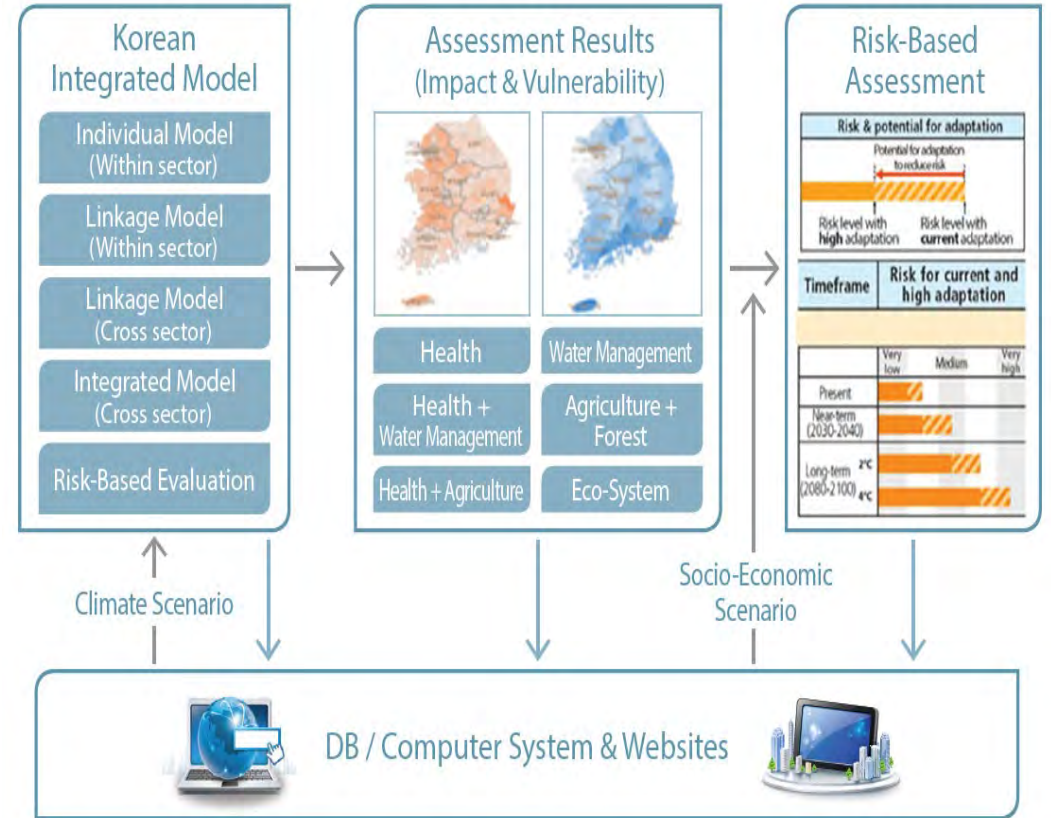 Korean
Integrated Model
Individual Model
(Within sector)
Linkage Model
(Within sector)
Linkage Model
(Cross sector)
Integrated Model
(Cross sector)
Risk-Based Evaluation
Assessment Results
(Impact & Vulnerability)
Health
Water Management
Health +
Water Management
Agriculture +
Forest
Health + Agriculture
Eco-System
Risk-Based
Assessment
Risk & potential for adaptation
Potential for adaptation
to reduce risk
Risk level with
high adaptation
Risk level with
current adaptation
Timeframe
Risk for current and
high adaptation
Very
low
Medium
Very
high
Present
Near-term
(2030-2040)
Long-term
(2080-2100)
2°C
4°C
Climate Scenario
Socio-Economic
Scenario
DB / Computer System & Websites